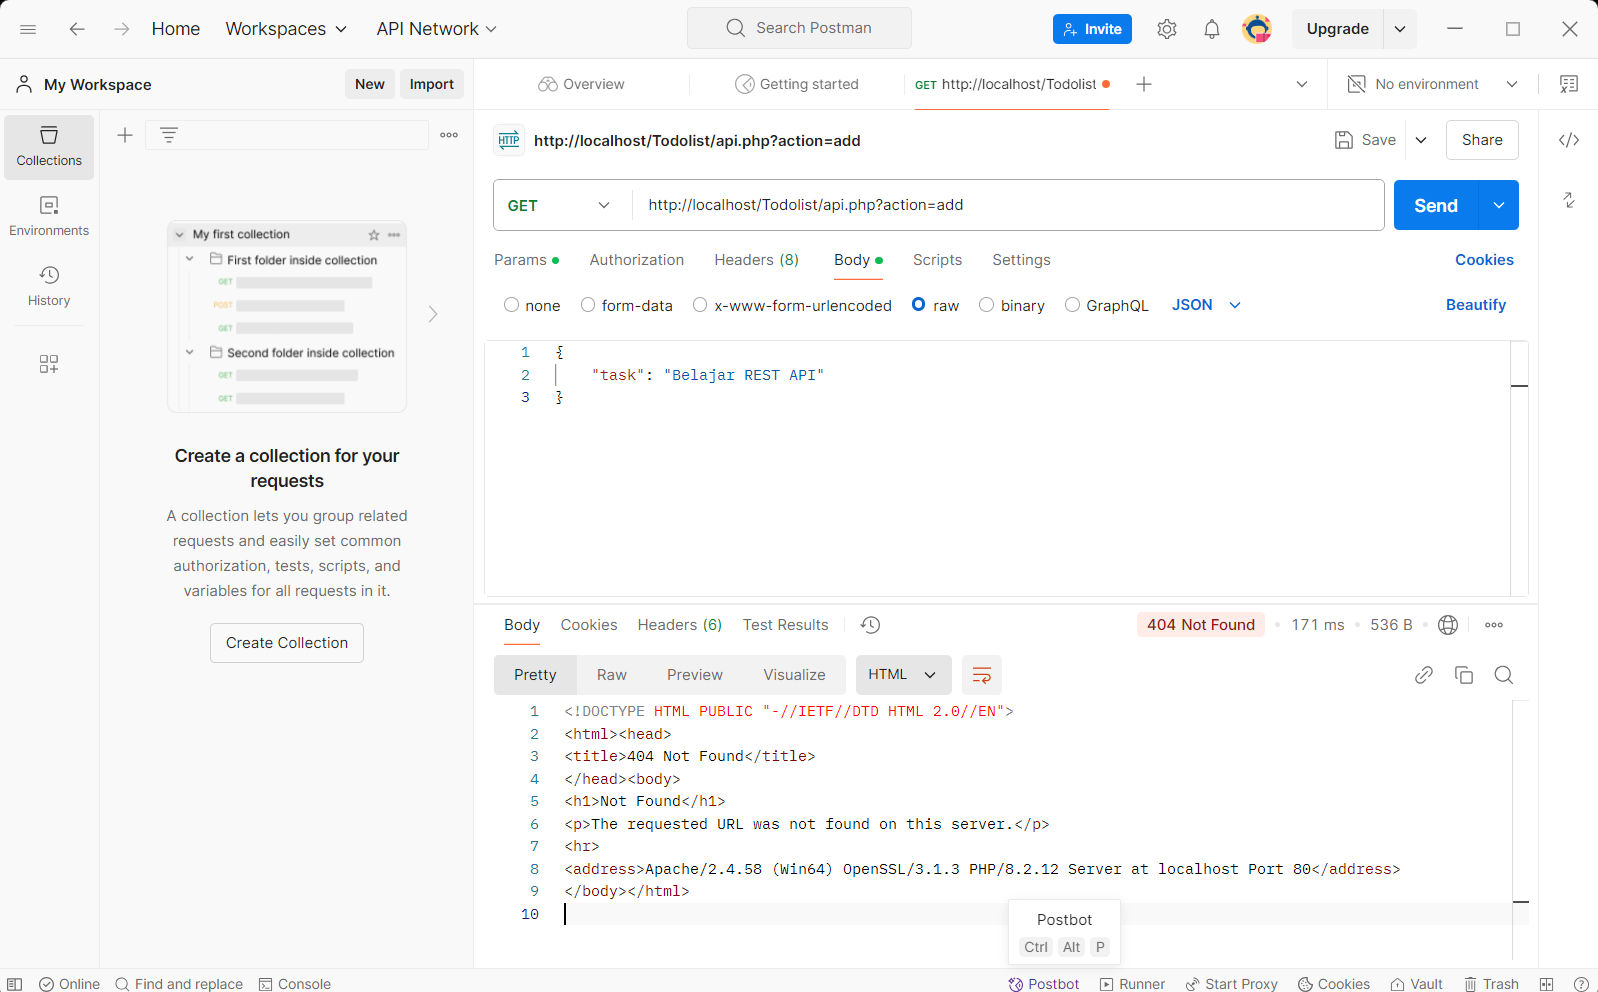 Home Workspaces API Network Search Postman Invite Upgrade
My Workspace New Import Overview Getting started GET http://localhost/Todolist No environment
Collections
Environments
History
My first collection
First folder inside collection
GET
POST
GET
Second folder inside collection
GET
GET
Create a collection for your
requests
A collection lets you group related
requests and easily set common
authorization, tests, scripts, and
variables for all requests in it.
Create Collection
HTTP http://localhost/Todolist/api.php?action=add Save Share
GET http://localhost/Todolist/api.php?action=add Send
Params Authorization Headers (8) Body Scripts Settings Cookies
none form-data x-www-form-urlencoded raw binary GraphQL JSON Beautify
1 {
2 "task": "Belajar REST API"
3 }
Body Cookies Headers (6) Test Results 404 Not Found 171 ms 536 B
Pretty Raw Preview Visualize HTML
1 <!DOCTYPE HTML PUBLIC "-//IETF//DTD HTML 2.0//EN">
2 <html><head>
3 <title>404 Not Found</title>
4 </head><body>
5 <h1>Not Found</h1>
6 <p>The requested URL was not found on this server.</p>
7 <hr>
8 <address>Apache/2.4.58 (Win64) OpenSSL/3.1.3 PHP/8.2.12 Server at localhost Port 80</address>
9 </body></html>
10
Postbot
Ctrl Alt P
Online Find and replace Console Postbot Runner Start Proxy Cookies Vault Trash